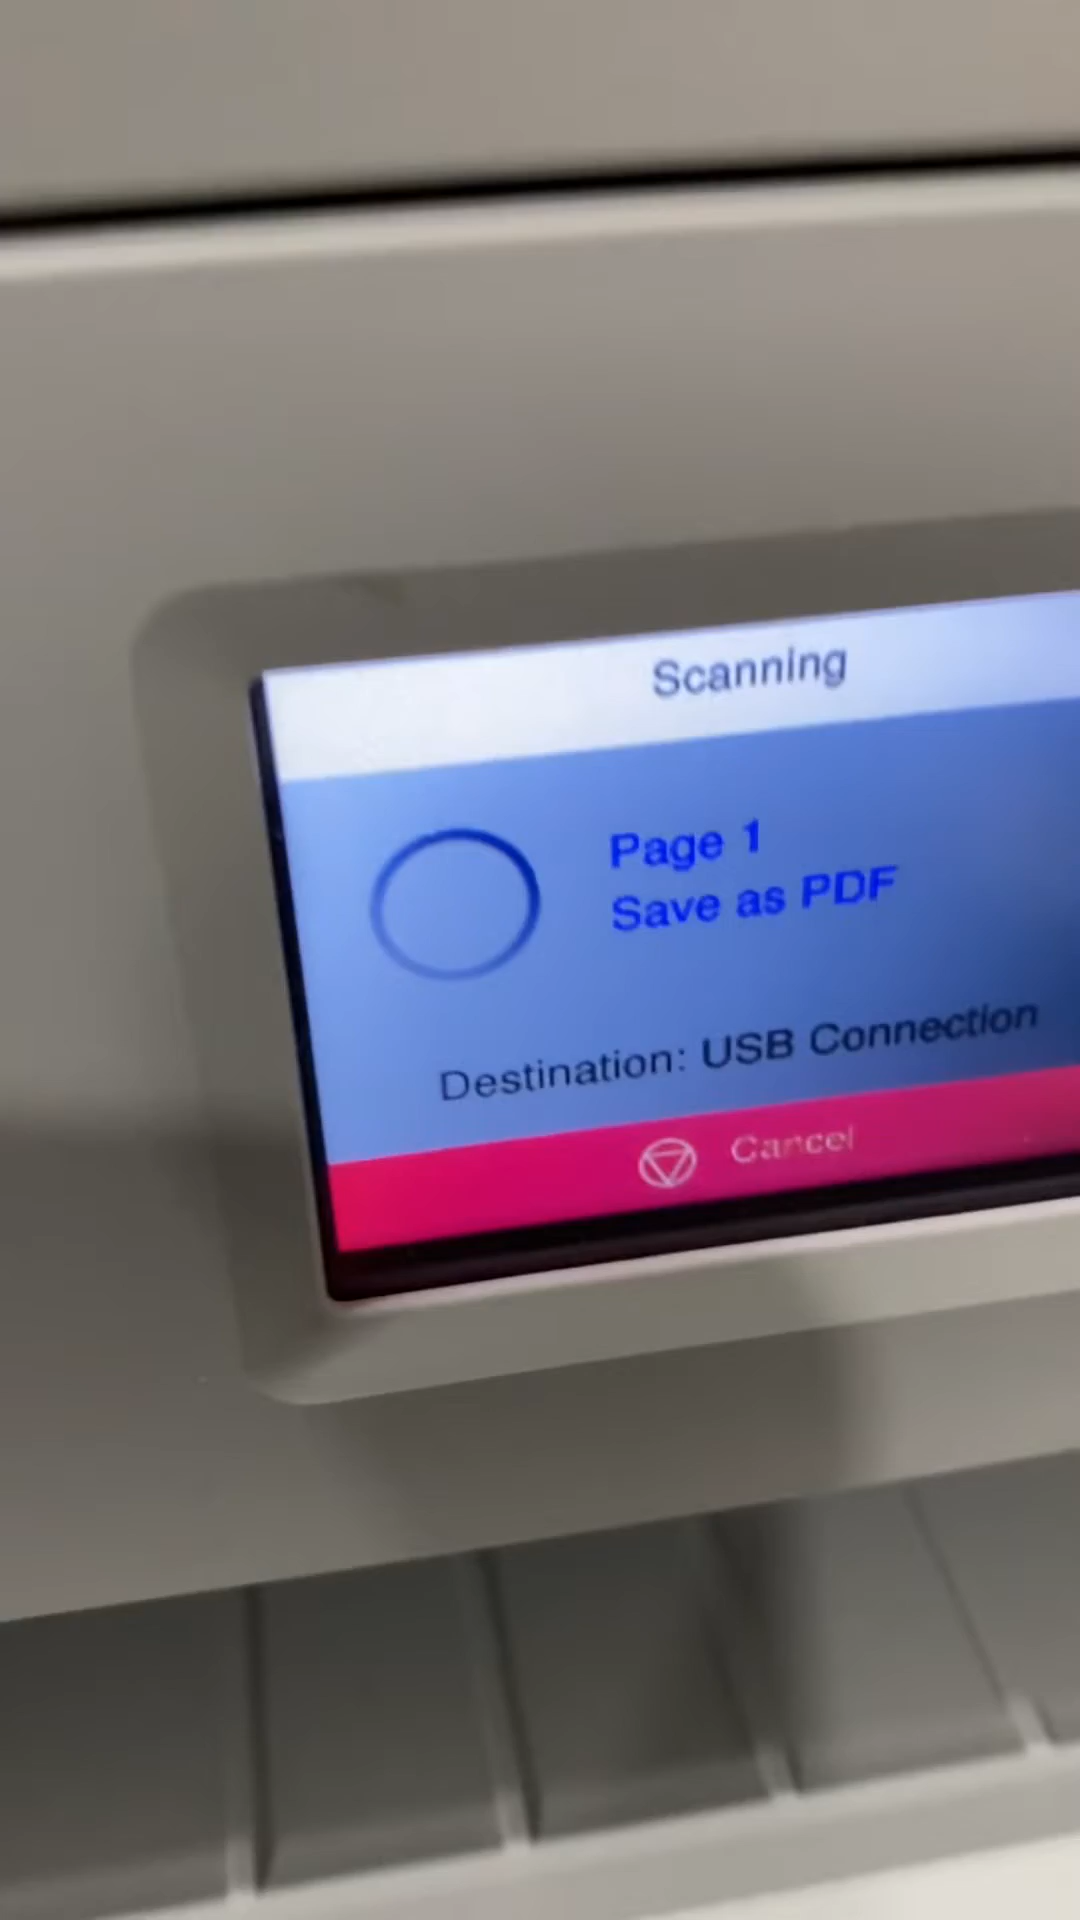 Scanning
Page 1
Save as PDF
Destination: USB Connection
Cancel